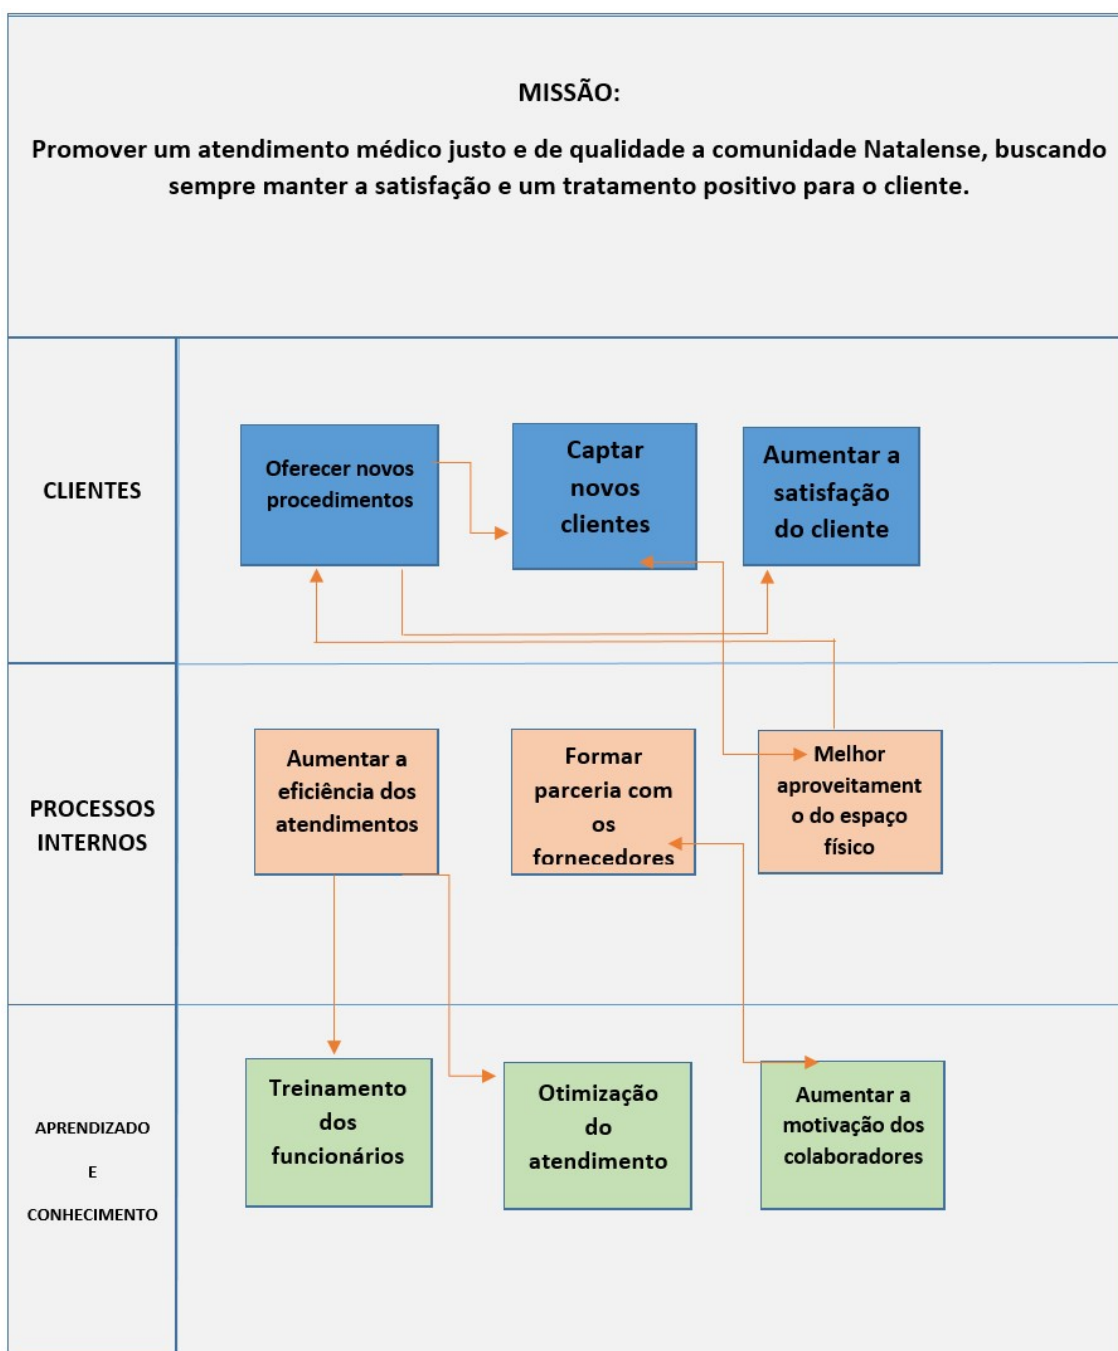 MISSÃO:
Promover um atendimento médico justo e de qualidade a comunidade Natalense, buscando
sempre manter a satisfação e um tratamento positivo para o cliente.
CLIENTES
Oferecer novos
procedimentos
Captar
novos
clientes
Aumentar a
satisfação
do cliente
PROCESSOS
INTERNOS
Aumentar a
eficiência dos
atendimentos
Formar
parceria com
os
fornecedores
Melhor
aproveitament
o do espaço
físico
APRENDIZADO
E
CONHECIMENTO
Treinamento
dos
funcionários
Otimização
do
atendimento
Aumentar a
motivação dos
colaboradores